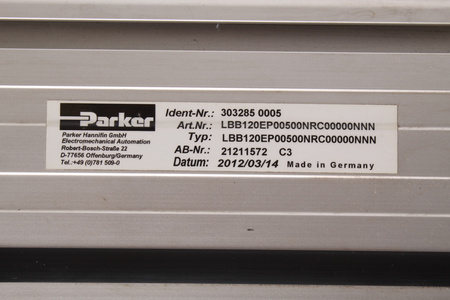 Parker
Parker Hannifin GmbH
Electromechanical Automation
Robert-Bosch-Straße 22
D-77656 Offenburg/Germany
Tel.:+49 (0)781 509-0
Ident-Nr.: 303285 0005
Art.Nr.: LBB120EP00500NRC00000NNN
Typ: LBB120EP00500NRC00000NNN
AB-Nr.: 21211572 C3
Datum: 2012/03/14 Made in Germany